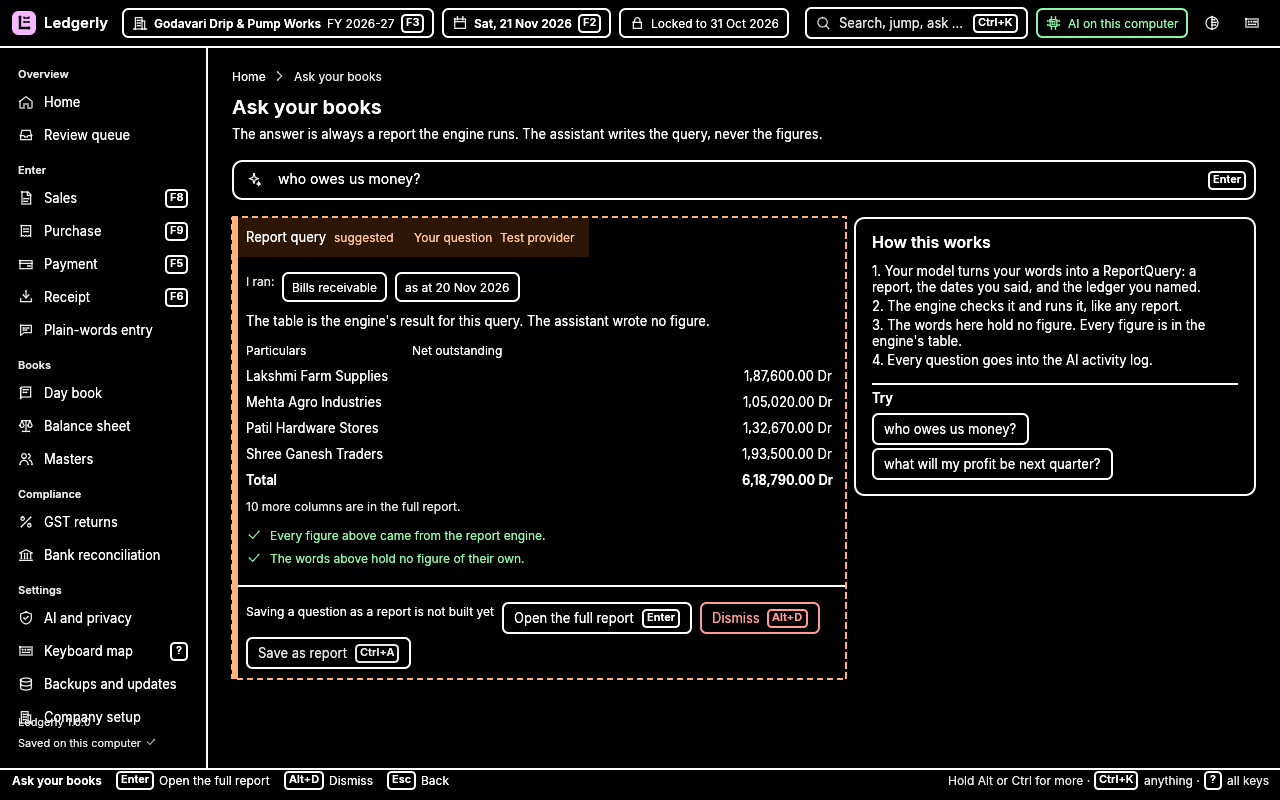 Ledgerly
Godavari Drip & Pump Works FY 2026-27 F3
Sat, 21 Nov 2026 F2
Locked to 31 Oct 2026
Search, jump, ask ... Ctrl+K
AI on this computer
Overview
Home
Review queue
Enter
Sales F8
Purchase F9
Payment F5
Receipt F6
Plain-words entry
Books
Day book
Balance sheet
Masters
Compliance
GST returns
Bank reconciliation
Settings
AI and privacy
Keyboard map ?
Backups and updates
Company setup
Saved on this computer
Home > Ask your books
Ask your books
The answer is always a report the engine runs. The assistant writes the query, never the figures.
who owes us money? Enter
Report query suggested Your question Test provider
I ran: Bills receivable as at 20 Nov 2026
The table is the engine's result for this query. The assistant wrote no figure.
Particulars Net outstanding
Lakshmi Farm Supplies 1,87,600.00 Dr
Mehta Agro Industries 1,05,020.00 Dr
Patil Hardware Stores 1,32,670.00 Dr
Shree Ganesh Traders 1,93,500.00 Dr
Total 6,18,790.00 Dr
10 more columns are in the full report.
Every figure above came from the report engine.
The words above hold no figure of their own.
Saving a question as a report is not built yet Open the full report Enter Dismiss Alt+D
Save as report Ctrl+A
How this works
1. Your model turns your words into a ReportQuery: a
report, the dates you said, and the ledger you named.
2. The engine checks it and runs it, like any report.
3. The words here hold no figure. Every figure is in the
engine's table.
4. Every question goes into the AI activity log.
Try
who owes us money?
what will my profit be next quarter?
Ask your books Enter Open the full report Alt+D Dismiss Esc Back
Hold Alt or Ctrl for more · Ctrl+K anything · ? all keys